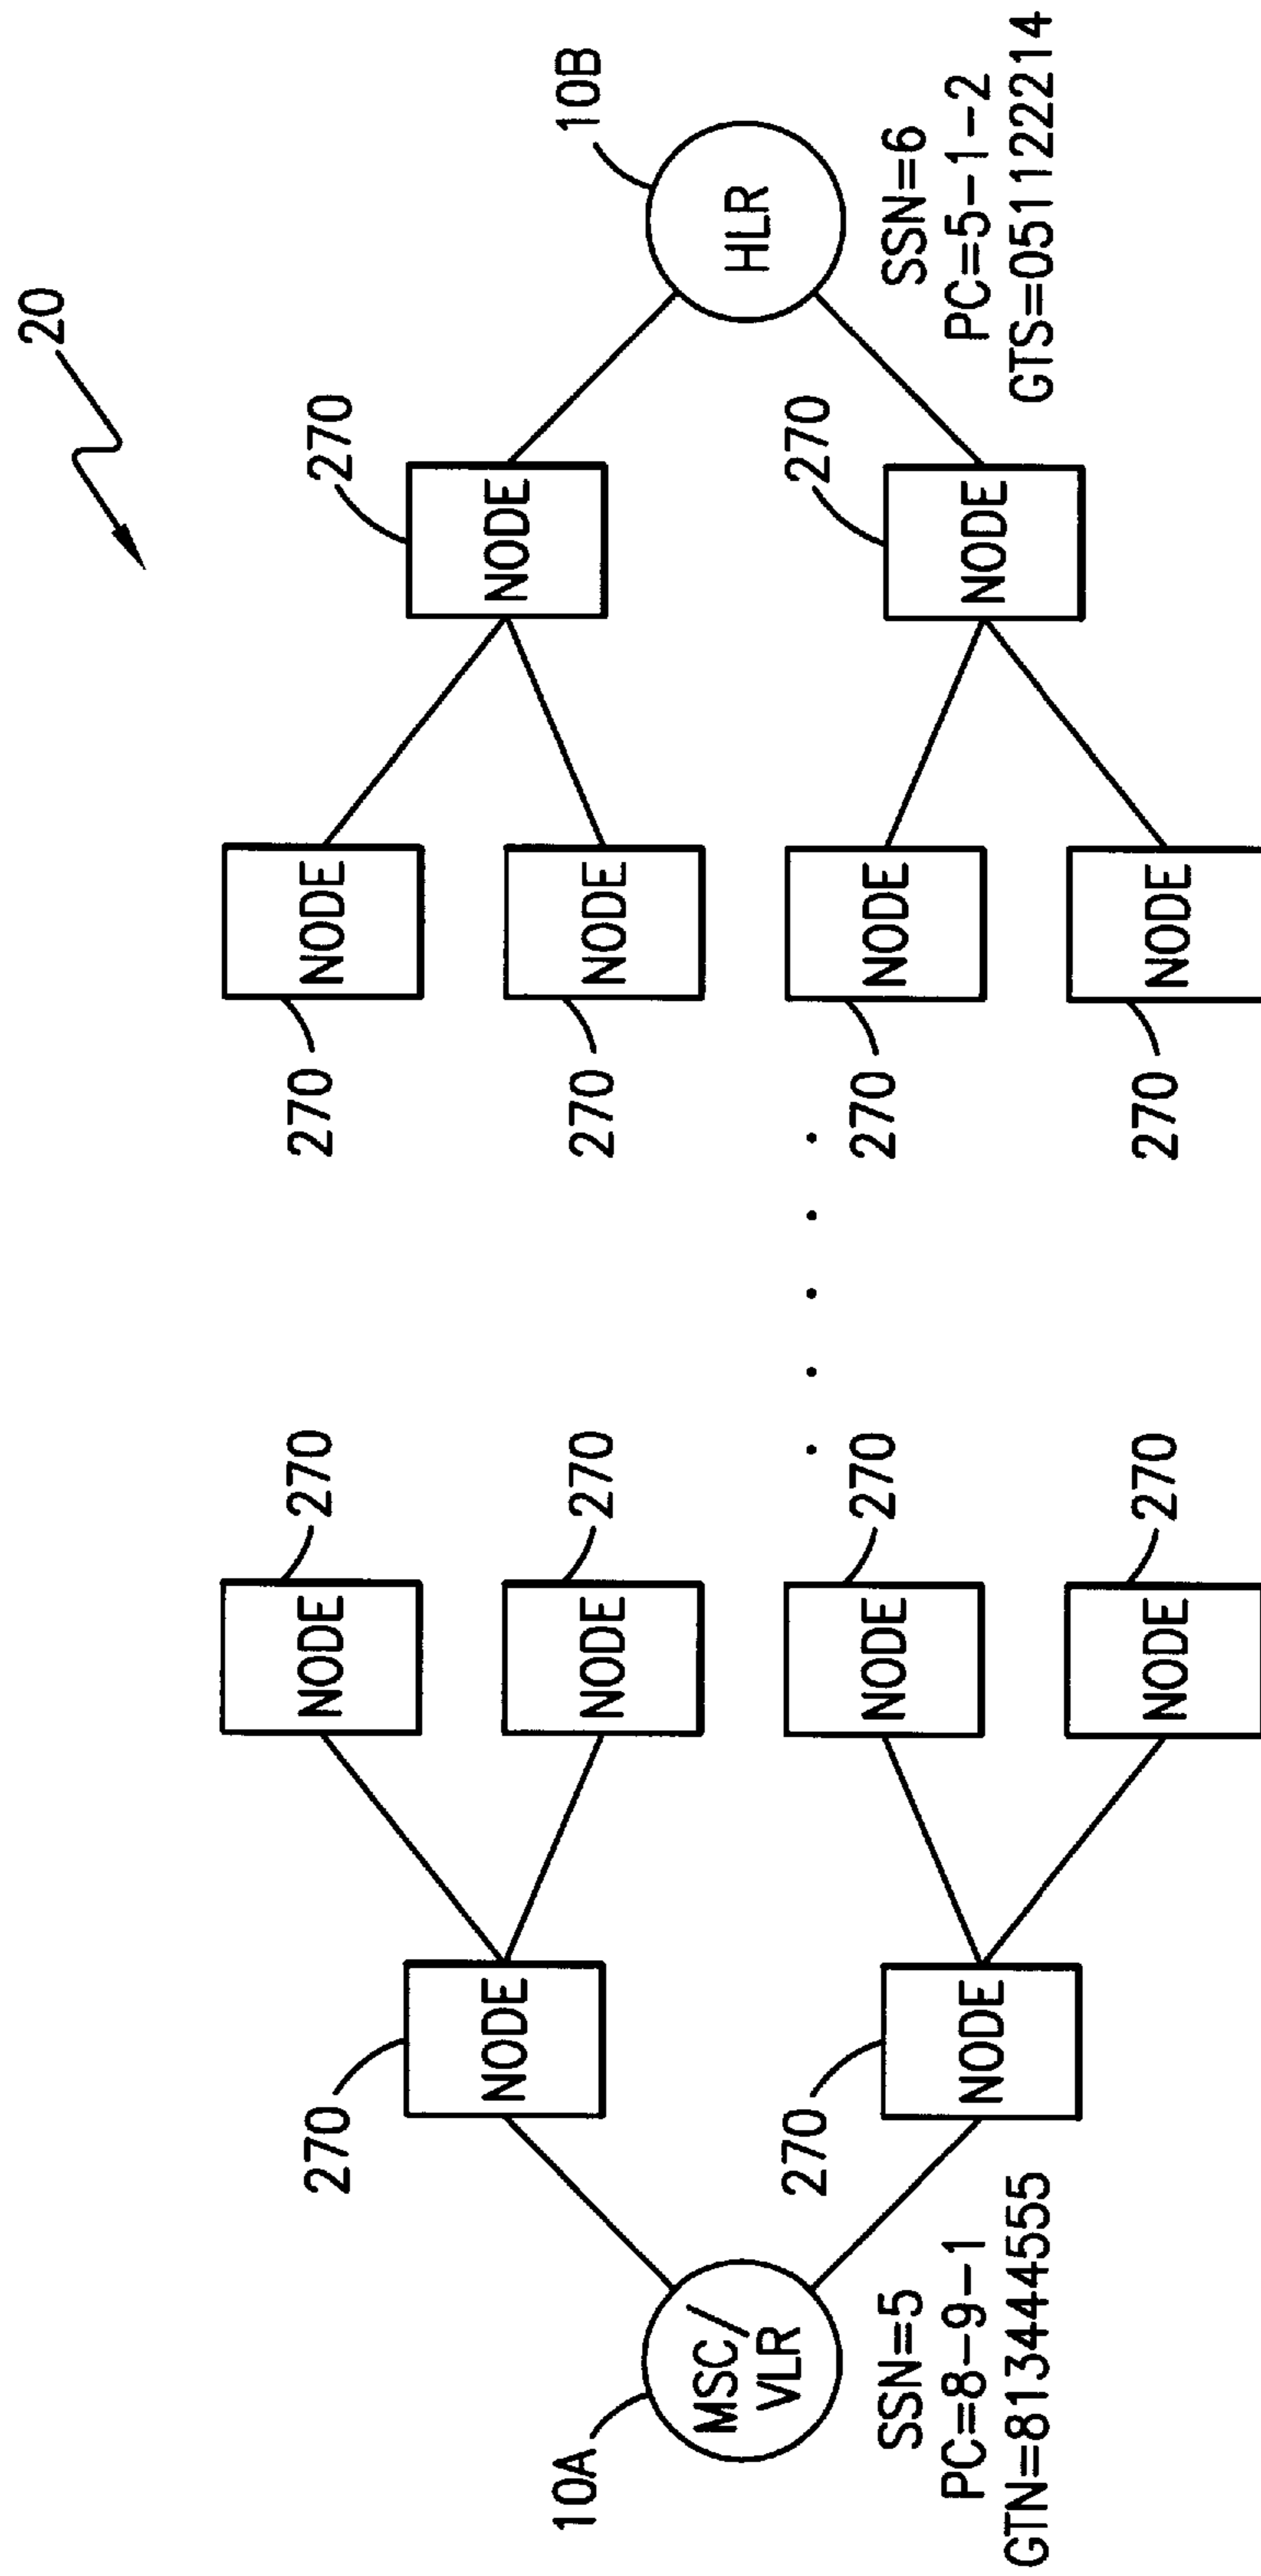 20
270
270
270
270
NODE
NODE
NODE
NODE
10A
270
270
10B
NODE
NODE
MSC/
VLR
HLR
270
270
270
270
NODE
NODE
SSN=5
PC=8-9-1
GTN=813444555
NODE
NODE
SSN=6
PC=5-1-2
GTS=051122214
270
270
NODE
NODE